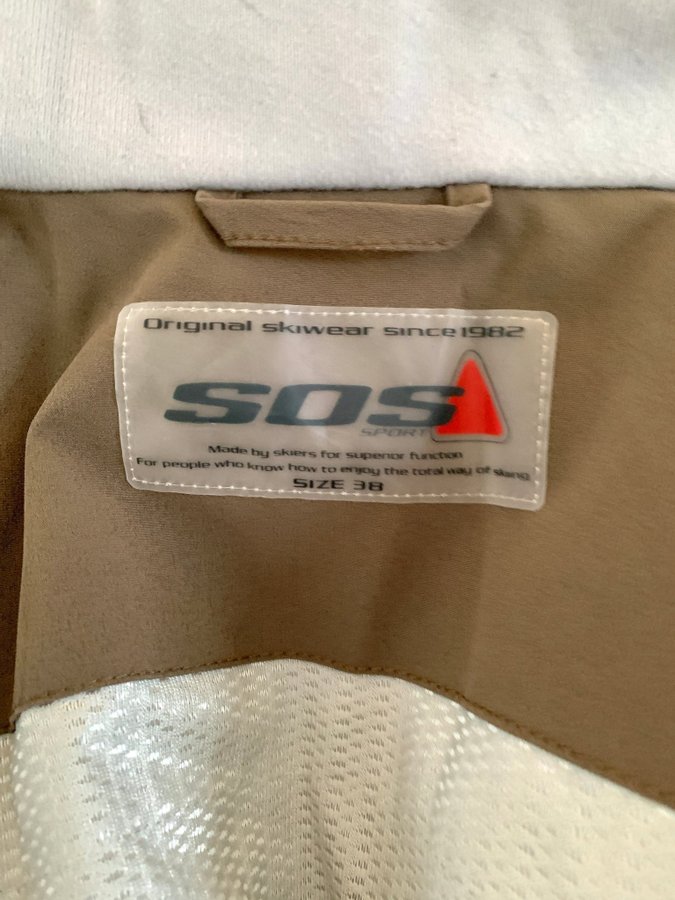 Original skiwear since 1982
SOS
SPORT
Made by skiers for superior function
For people who know how to enjoy the total way of skiing
SIZE 38